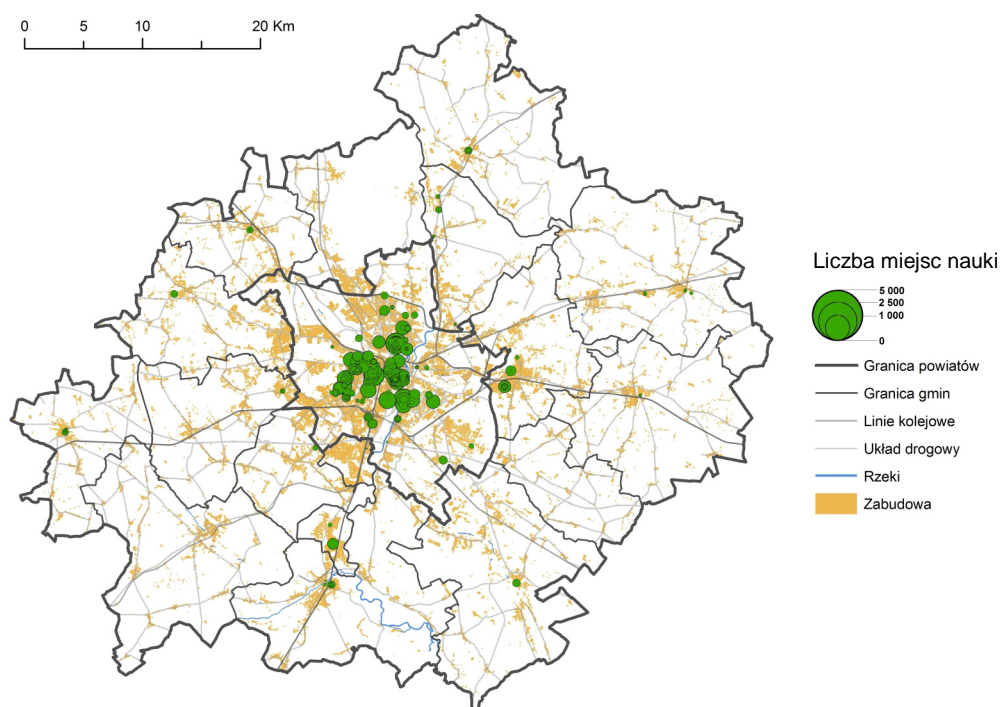 0 5 10 20 Km
Liczba miejsc nauki
5 000
2 500
1 000
0
Granica powiatów
Granica gmin
Linie kolejowe
Układ drogowy
Rzeki
Zabudowa